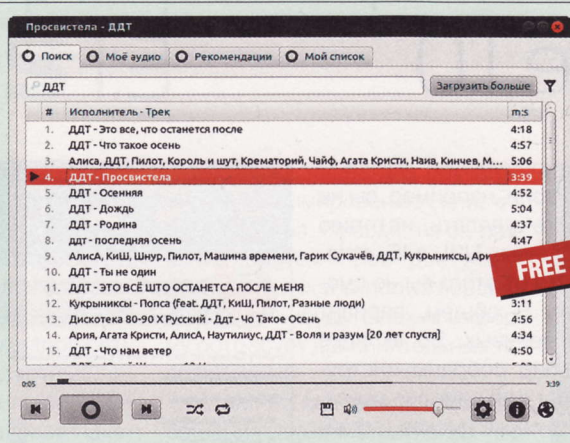 Просвистела - ДДТ
Поиск Моё аудио Рекомендации Мой список
ДДТ Загрузить больше
# Исполнитель - Трек m:s
1. ДДТ - Это все, что останется после 4:18
2. ДДТ - Что такое осень 4:57
3. Алиса, ДДТ, Пилот, Король и шут, Крематорий, Чайф, Агата Кристи, Наив, Кинчев, М... 5:06
4. ДДТ - Просвистела 3:39
5. ДДТ - Осенняя 4:52
6. ДДТ - Дождь 5:04
7. ДДТ - Родина 4:37
8. ддт - последняя осень 4:47
9. АлисА, КиШ, Шнур, Пилот, Машина времени, Гарик Сукачёв, ДДТ, Кукрыниксы, Ари
FREE
10. ДДТ - Ты не один
11. ДДТ - ЭТО ВСЁ ШТО ОСТАНЕТСА ПОСЛЕ МЕНЯ
12. Кукрыниксы - Попса (feat. ДДТ, КиШ, Пилот, Разные люди) 3:11
13. Дискотека 80-90 Х Русский - Ддт - Чо Такое Осень 4:56
14. Ария, Агата Кристи, АлисА, Наутилиус, ДДТ - Воля и разум [20 лет спустя] 4:34
15. ДДТ - Что нам ветер 4:50
0:05 3:39